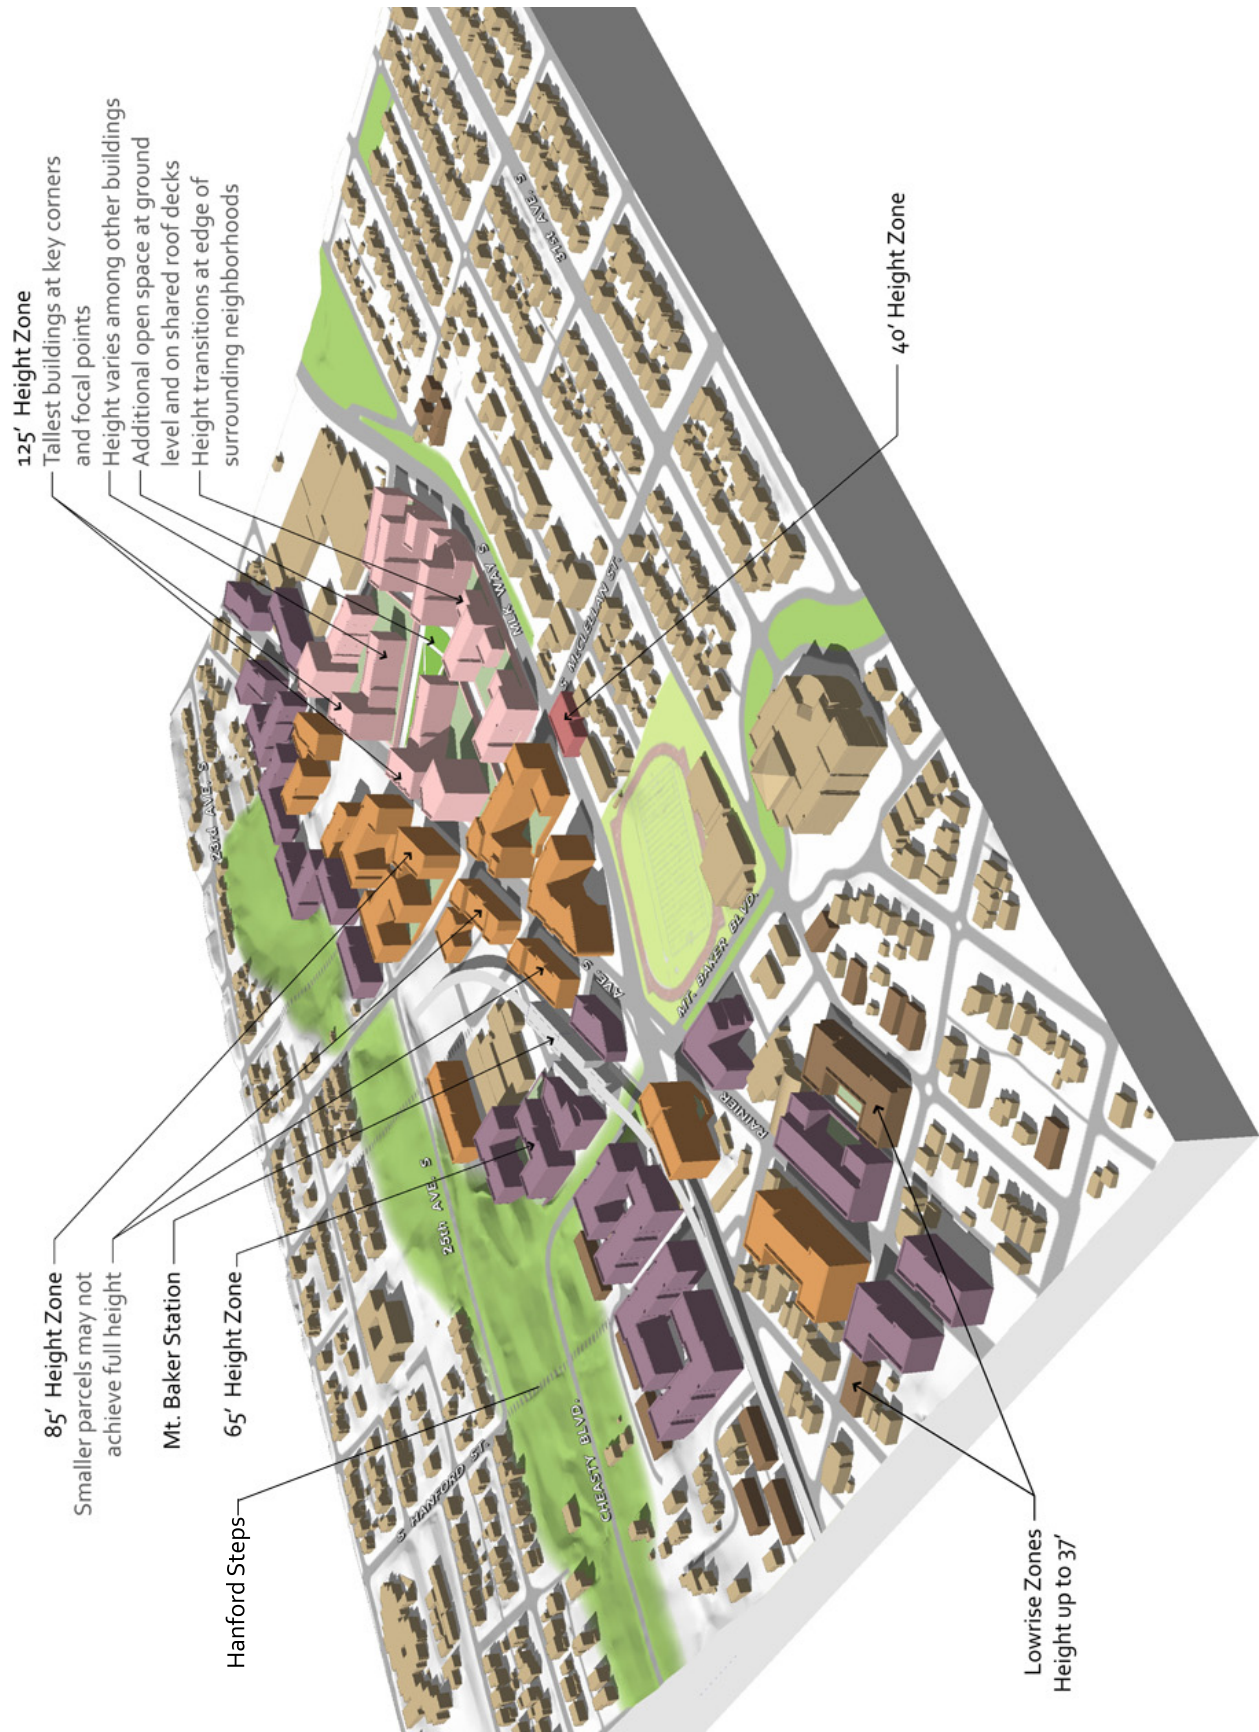 85′ Height Zone
Smaller parcels may not
achieve full height
Mt. Baker Station
65′ Height Zone
Hanford Steps
125′ Height Zone
Tallest buildings at key corners
and focal points
Height varies among other buildings
Additional open space at ground
level and on shared roof decks
Height transitions at edge of
surrounding neighborhoods
23rd AVE. S
25th AVE. S
S HANFORD ST.
CHEASTY BLVD.
RAINIER
AVE. S
MT. BAKER BLVD.
MLK WAY S
S McCLELLAN ST.
31st AVE. S
40′ Height Zone
Lowrise Zones
Height up to 37′